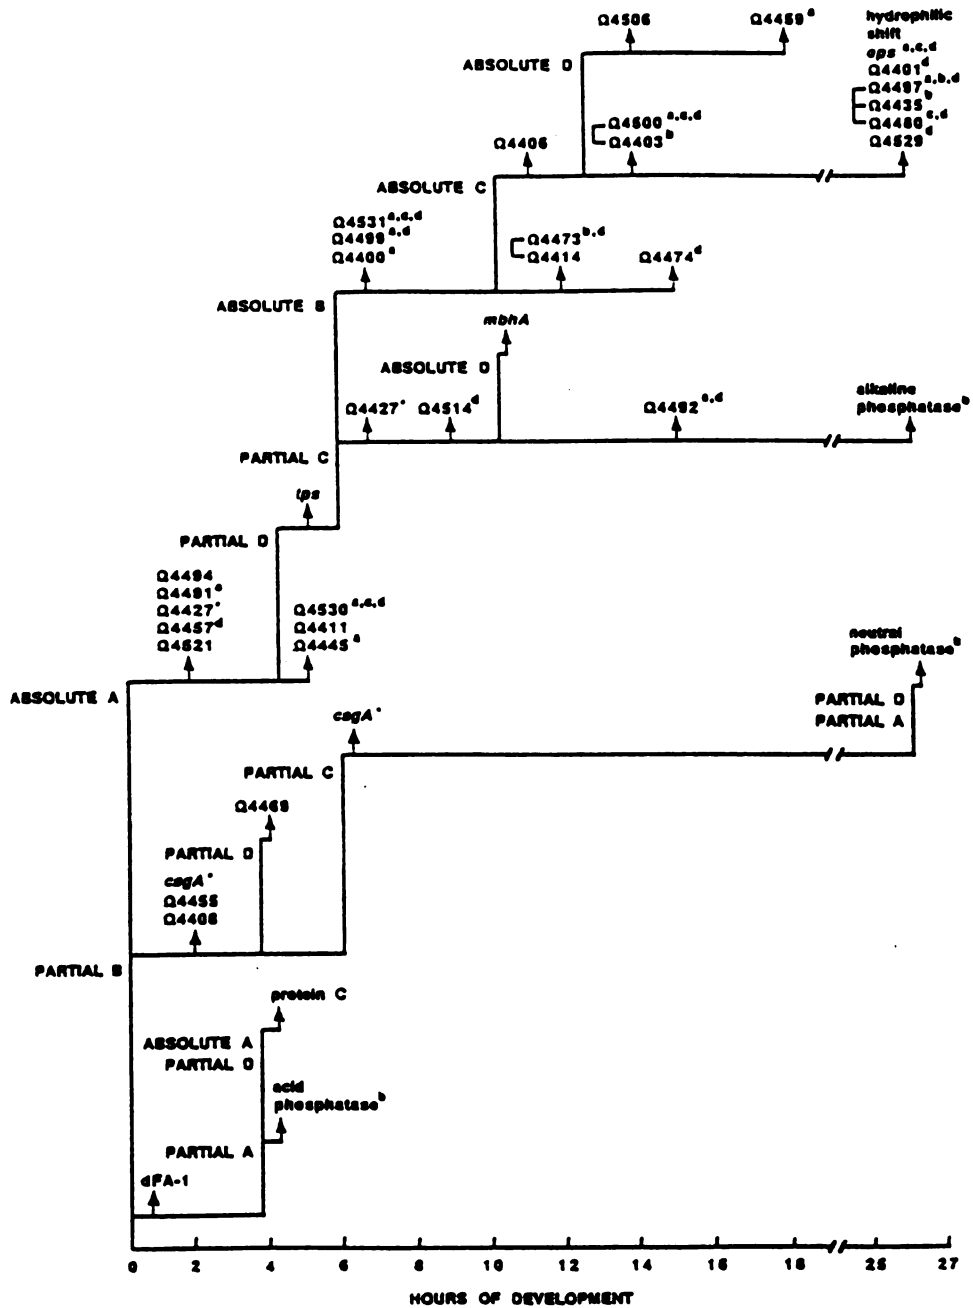 Ω4506
Ω4459 a
hydrophilic
shift
ops a,c,d
Ω4401 d
Ω4497 a,b,d
Ω4435 b
Ω4480 c,d
Ω4529 d
ABSOLUTE D
Ω4500 a,c,d
Ω4403 b
Ω4406
ABSOLUTE C
Ω4531 a,c,d
Ω4499 a,d
Ω4400 a
Ω4473 b,d
Ω4414
Ω4474 d
ABSOLUTE B
mbhA
ABSOLUTE D
Ω4427 *
Ω4514 d
Ω4492 a,d
alkaline
phosphatase b
PARTIAL C
tps
PARTIAL D
Ω4494
Ω4491 a
Ω4427 *
Ω4457 d
Ω4521
Ω4530 a,c,d
Ω4411
Ω4445 a
neutral
phosphatase b
ABSOLUTE A
PARTIAL D
PARTIAL A
csgA *
PARTIAL C
Ω4469
PARTIAL D
csgA *
Ω4455
Ω4408
PARTIAL B
protein C
ABSOLUTE A
PARTIAL D
acid
phosphatase b
PARTIAL A
dFA-1
0 2 4 6 8 10 12 14 16 18 25 27
HOURS OF DEVELOPMENT